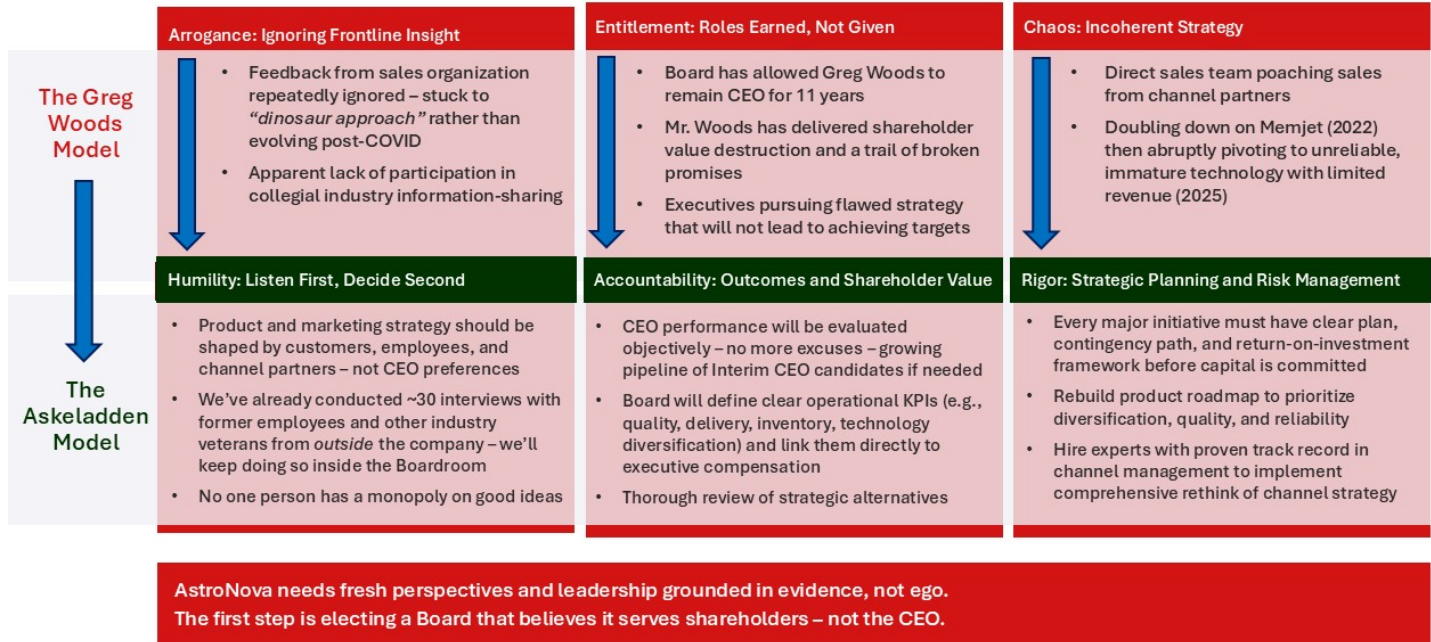 Arrogance: Ignoring Frontline Insight
Entitlement: Roles Earned, Not Given
Chaos: Incoherent Strategy
The Greg
Woods
Model
• Feedback from sales organization
repeatedly ignored – stuck to
“dinosaur approach” rather than
evolving post-COVID
• Apparent lack of participation in
collegial industry information-sharing
• Board has allowed Greg Woods to
remain CEO for 11 years
• Mr. Woods has delivered shareholder
value destruction and a trail of broken
promises
• Executives pursuing flawed strategy
that will not lead to achieving targets
• Direct sales team poaching sales
from channel partners
• Doubling down on Memjet (2022)
then abruptly pivoting to unreliable,
immature technology with limited
revenue (2025)
Humility: Listen First, Decide Second
Accountability: Outcomes and Shareholder Value
Rigor: Strategic Planning and Risk Management
The
Askeladden
Model
• Product and marketing strategy should be
shaped by customers, employees, and
channel partners – not CEO preferences
• We’ve already conducted ~30 interviews with
former employees and other industry
veterans from outside the company – we’ll
keep doing so inside the Boardroom
• No one person has a monopoly on good ideas
• CEO performance will be evaluated
objectively – no more excuses – growing
pipeline of Interim CEO candidates if needed
• Board will define clear operational KPIs (e.g.,
quality, delivery, inventory, technology
diversification) and link them directly to
executive compensation
• Thorough review of strategic alternatives
• Every major initiative must have clear plan,
contingency path, and return-on-investment
framework before capital is committed
• Rebuild product roadmap to prioritize
diversification, quality, and reliability
• Hire experts with proven track record in
channel management to implement
comprehensive rethink of channel strategy
AstroNova needs fresh perspectives and leadership grounded in evidence, not ego.
The first step is electing a Board that believes it serves shareholders – not the CEO.